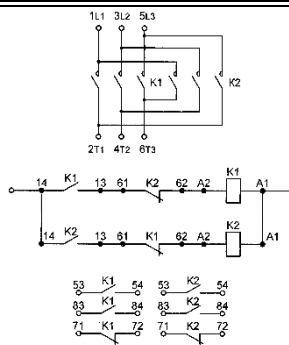 1L1 3L2 5L3
K1 K2
2T1 4T2 6T3
K1
14 K1 13 61 K2 62 A2 A1
K2
14 K2 13 61 K1 62 A2 A1
53 K1 54 53 K2 54
83 K1 84 83 K2 84
71 K1 72 71 K2 72